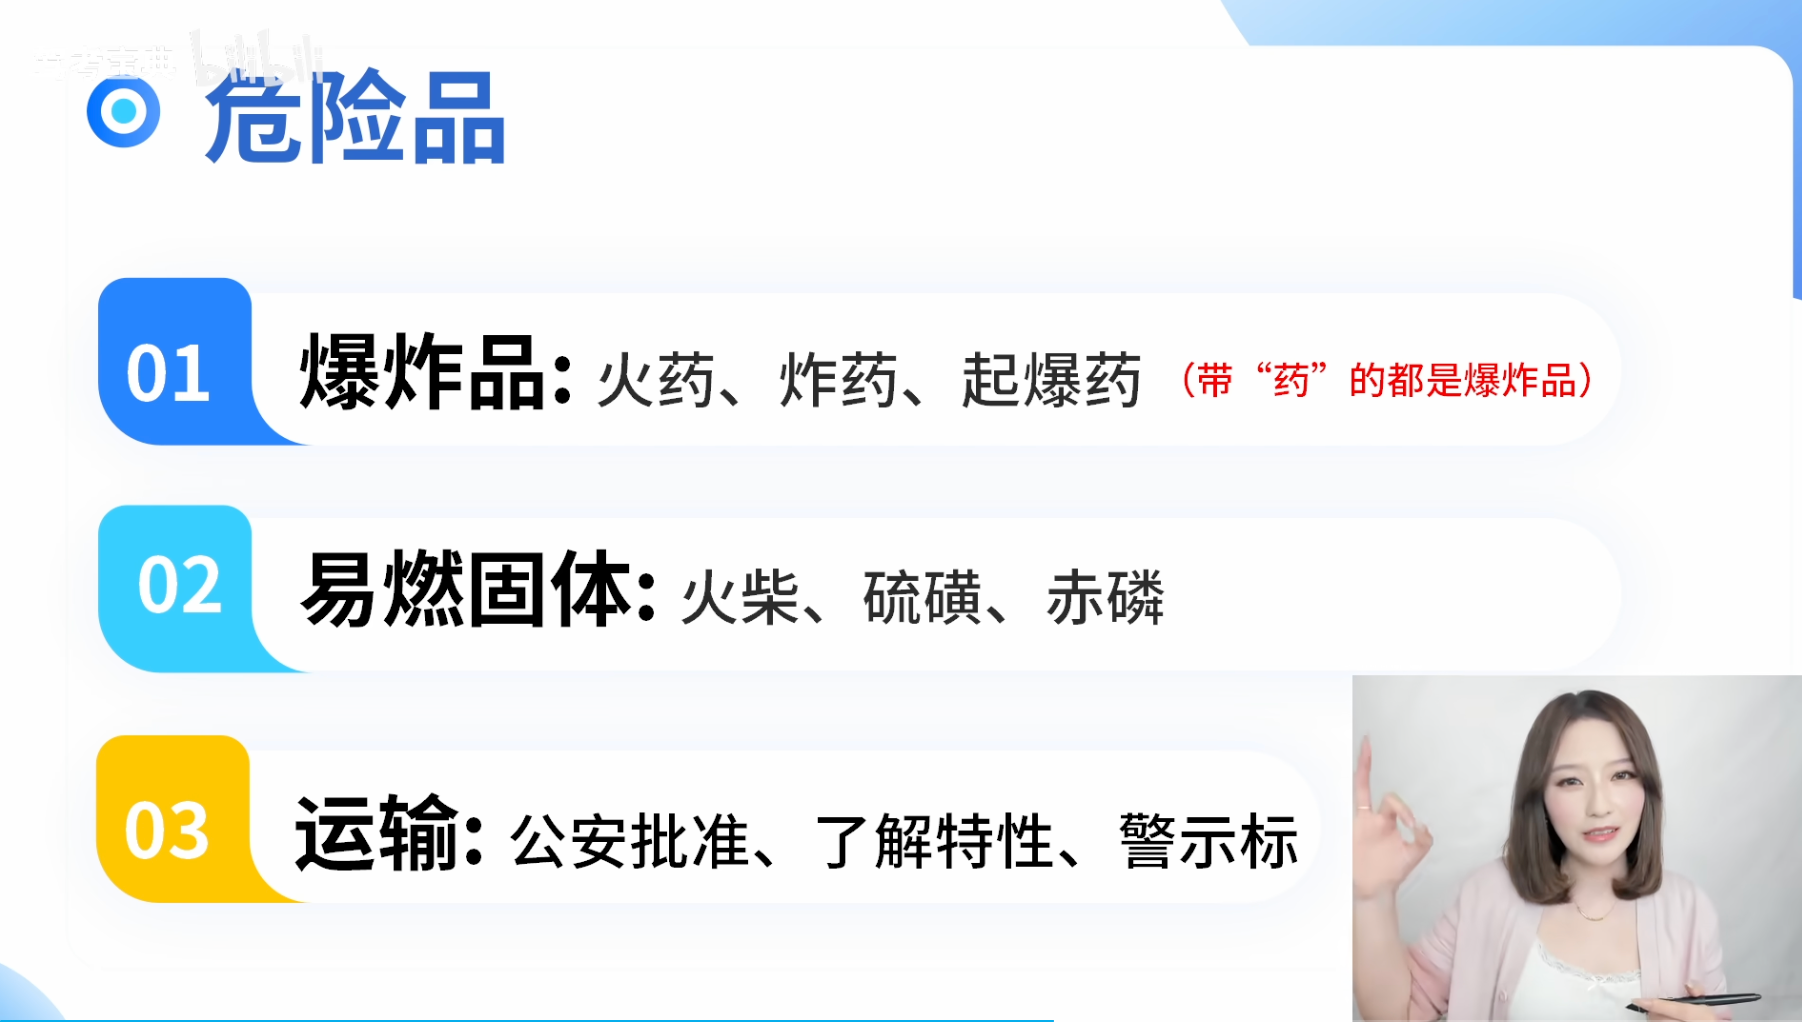 bilibili
危险品
01
爆炸品: 火药、炸药、起爆药 （带“药”的都是爆炸品）
02
易燃固体: 火柴、硫磺、赤磷
03
运输: 公安批准、了解特性、警示标